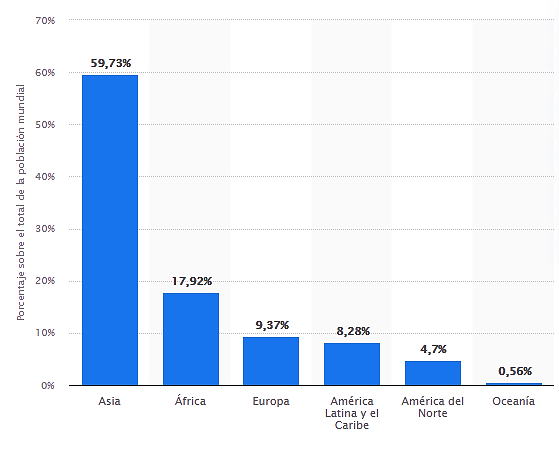 Porcentaje sobre el total de la población mundial
70%
60%
50%
40%
30%
20%
10%
0%
59,73%
17,92%
9,37%
8,28%
4,7%
0,56%
Asia
África
Europa
América
Latina y el
Caribe
América del
Norte
Oceanía